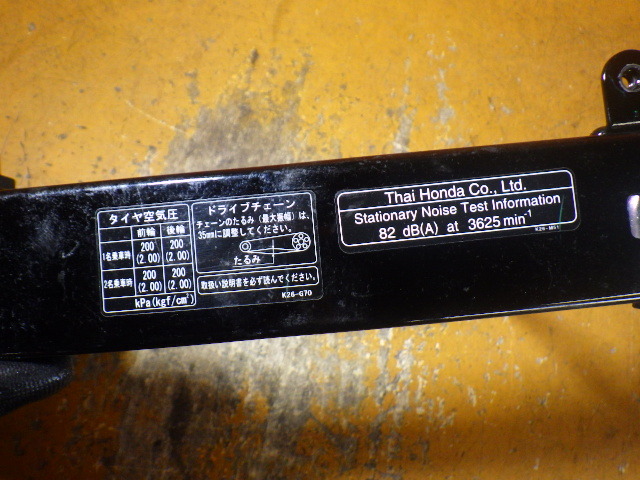 タイヤ空気圧
前輪 後輪
1名乗車時 200 (2.00) 200 (2.00)
2名乗車時 200 (2.00) 200 (2.00)
kPa(kgf/cm²)
ドライブチェーン
チェーンのたるみ(最大振幅)は、
35mmに調整してください。
たるみ
取扱い説明書を必ず読んでください。
K26-G70
Thai Honda Co., Ltd.
Stationary Noise Test Information
82 dB(A) at 3625 min⁻¹